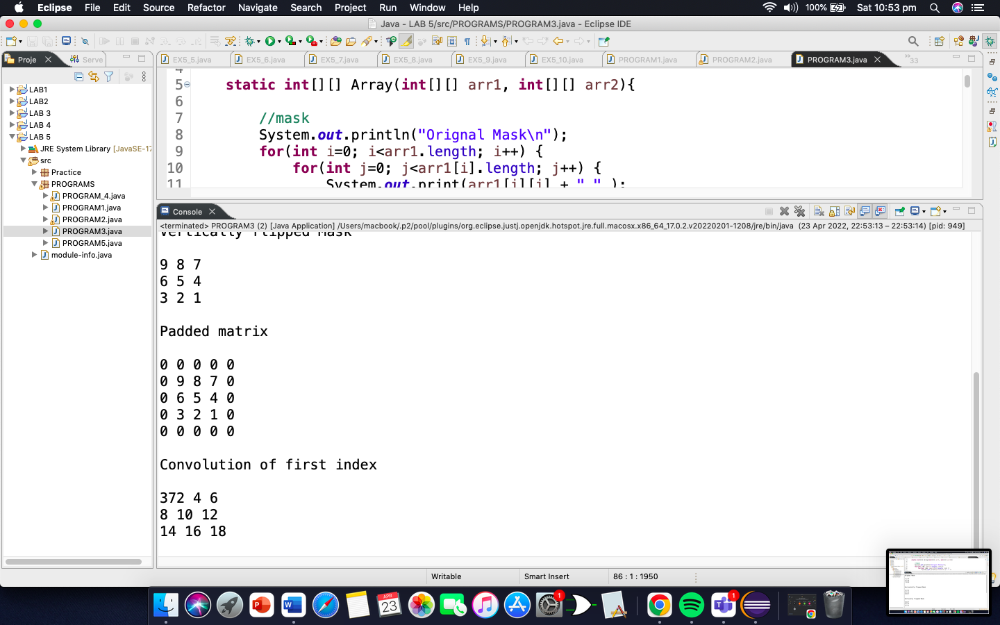 Eclipse File Edit Source Refactor Navigate Search Project Run Window Help 100% Sat 10:53 pm
Java - LAB 5/src/PROGRAMS/PROGRAM3.java - Eclipse IDE
Proje Serve EX5_5.java EX5_6.java EX5_7.java EX5_8.java EX5_9.java EX5_10.java PROGRAM1.java PROGRAM2.java PROGRAM3.java 33
LAB1
LAB2
LAB 3
LAB 4
LAB 5
JRE System Library [JavaSE-17
src
Practice
PROGRAMS
PROGRAM_4.java
PROGRAM1.java
PROGRAM2.java
PROGRAM3.java
PROGRAM5.java
module-info.java
4
5 static int[][] Array(int[][] arr1, int[][] arr2){
6
7 //mask
8 System.out.println("Orignal Mask\n");
9 for(int i=0; i<arr1.length; i++) {
10 for(int j=0; j<arr1[i].length; j++) {
11 System.out.print(arr1[i][j] + " " );
Console
<terminated> PROGRAM3 (2) [Java Application] /Users/macbook/.p2/pool/plugins/org.eclipse.justj.openjdk.hotspot.jre.full.macosx.x86_64_17.0.2.v20220201-1208/jre/bin/java (23 Apr 2022, 22:53:13 – 22:53:14) [pid: 949]
Vertically flipped Mask
9 8 7
6 5 4
3 2 1
Padded matrix
0 0 0 0 0
0 9 8 7 0
0 6 5 4 0
0 3 2 1 0
0 0 0 0 0
Convolution of first index
372 4 6
8 10 12
14 16 18
Writable Smart Insert 86 : 1 : 1950
APR
23
1
1